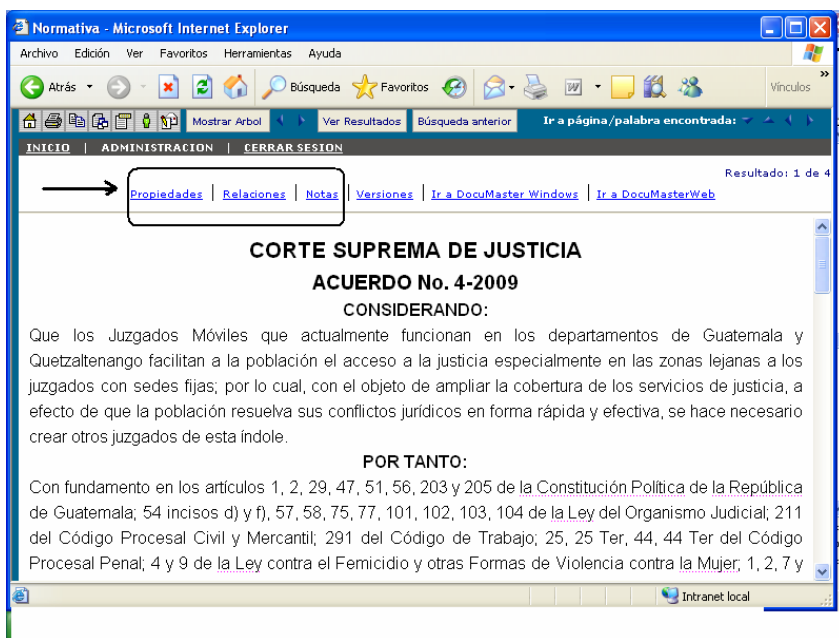 Normativa - Microsoft Internet Explorer
Archivo Edición Ver Favoritos Herramientas Ayuda
Atrás Búsqueda Favoritos Vínculos »
Mostrar Arbol Ver Resultados Búsqueda anterior Ir a página/palabra encontrada:
INICIO | ADMINISTRACION | CERRAR SESION
Resultado: 1 de 4
Propiedades | Relaciones | Notas | Versiones | Ir a DocuMaster Windows | Ir a DocuMasterWeb
CORTE SUPREMA DE JUSTICIA
ACUERDO No. 4-2009
CONSIDERANDO:
Que los Juzgados Móviles que actualmente funcionan en los departamentos de Guatemala y
Quetzaltenango facilitan a la población el acceso a la justicia especialmente en las zonas lejanas a los
juzgados con sedes fijas; por lo cual, con el objeto de ampliar la cobertura de los servicios de justicia, a
efecto de que la población resuelva sus conflictos jurídicos en forma rápida y efectiva, se hace necesario
crear otros juzgados de esta índole.
POR TANTO:
Con fundamento en los artículos 1, 2, 29, 47, 51, 56, 203 y 205 de la Constitución Política de la República
de Guatemala; 54 incisos d) y f), 57, 58, 75, 77, 101, 102, 103, 104 de la Ley del Organismo Judicial; 211
del Código Procesal Civil y Mercantil; 291 del Código de Trabajo; 25, 25 Ter, 44, 44 Ter del Código
Procesal Penal; 4 y 9 de la Ley contra el Femicidio y otras Formas de Violencia contra la Mujer; 1, 2, 7 y
Intranet local